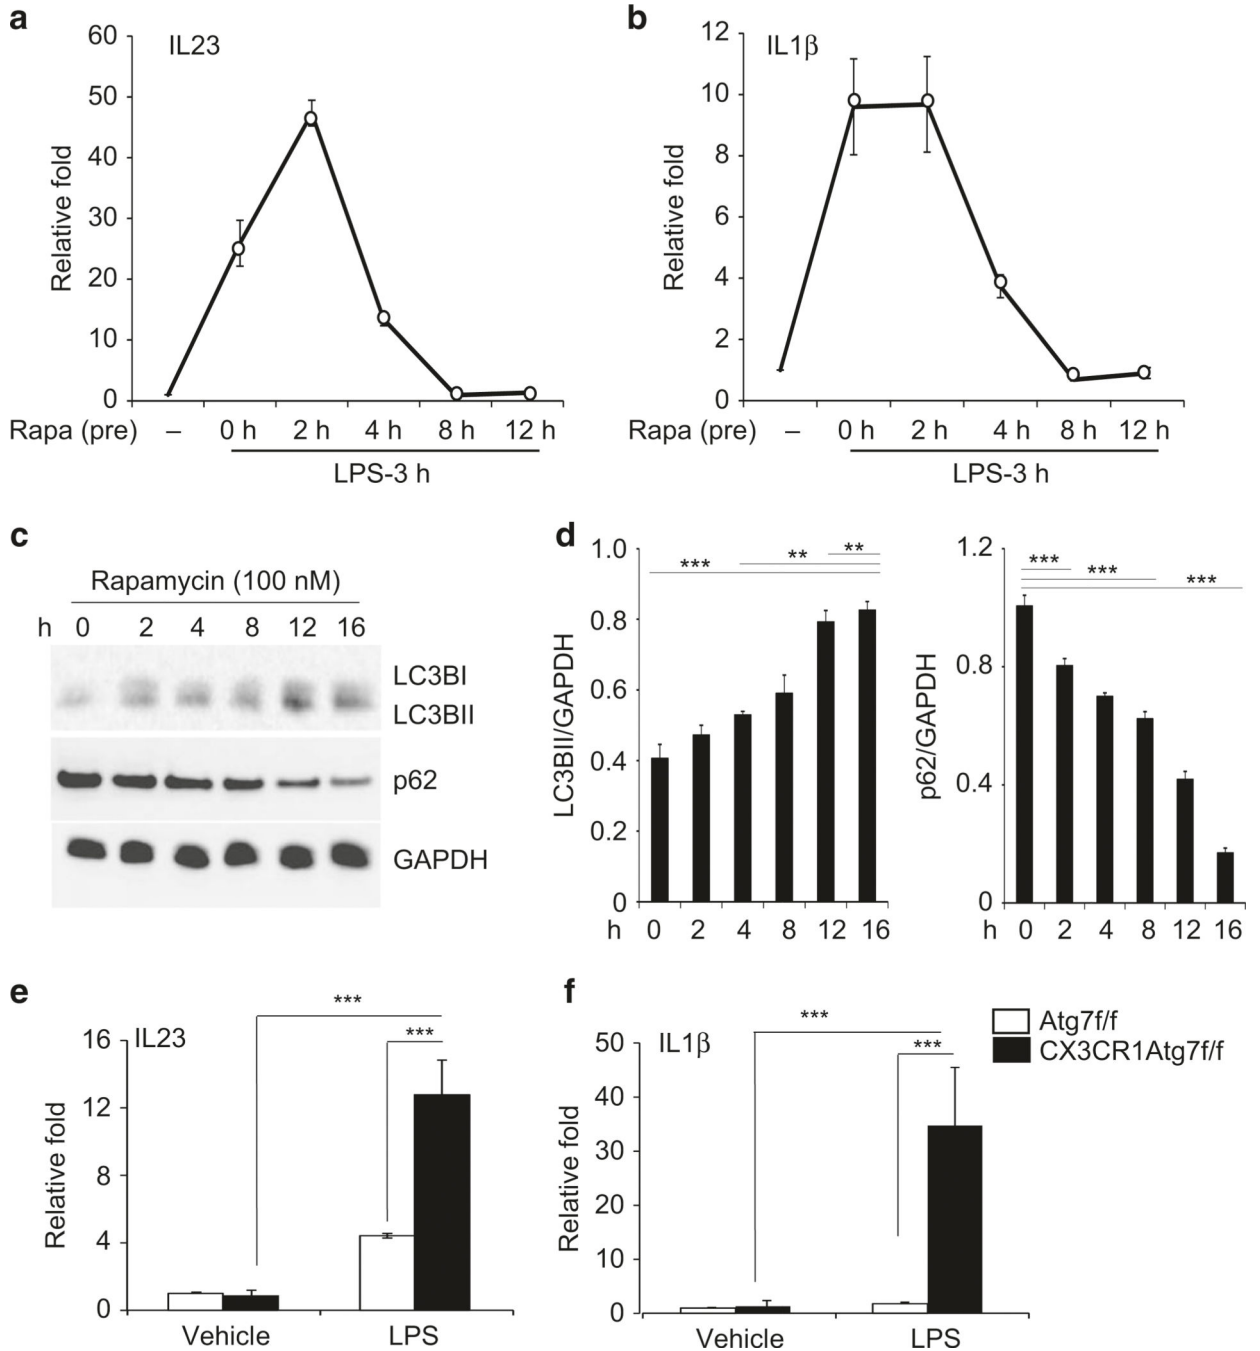 a
IL23
Relative fold
60
50
40
30
20
10
0
Rapa (pre) – 0 h 2 h 4 h 8 h 12 h
LPS-3 h
b
IL1β
Relative fold
12
10
8
6
4
2
0
Rapa (pre) – 0 h 2 h 4 h 8 h 12 h
LPS-3 h
c
Rapamycin (100 nM)
h 0 2 4 8 12 16
LC3BI
LC3BII
p62
GAPDH
d
LC3BII/GAPDH
1.0
0.8
0.6
0.4
0.2
0
*** ** **
h 0 2 4 8 12 16
p62/GAPDH
1.2
0.8
0.4
0
***
***
***
h 0 2 4 8 12 16
e
IL23
Relative fold
16
12
8
4
0
***
***
Vehicle LPS
f
IL1β
Relative fold
50
40
30
20
10
0
***
***
Vehicle LPS
Atg7f/f
CX3CR1Atg7f/f